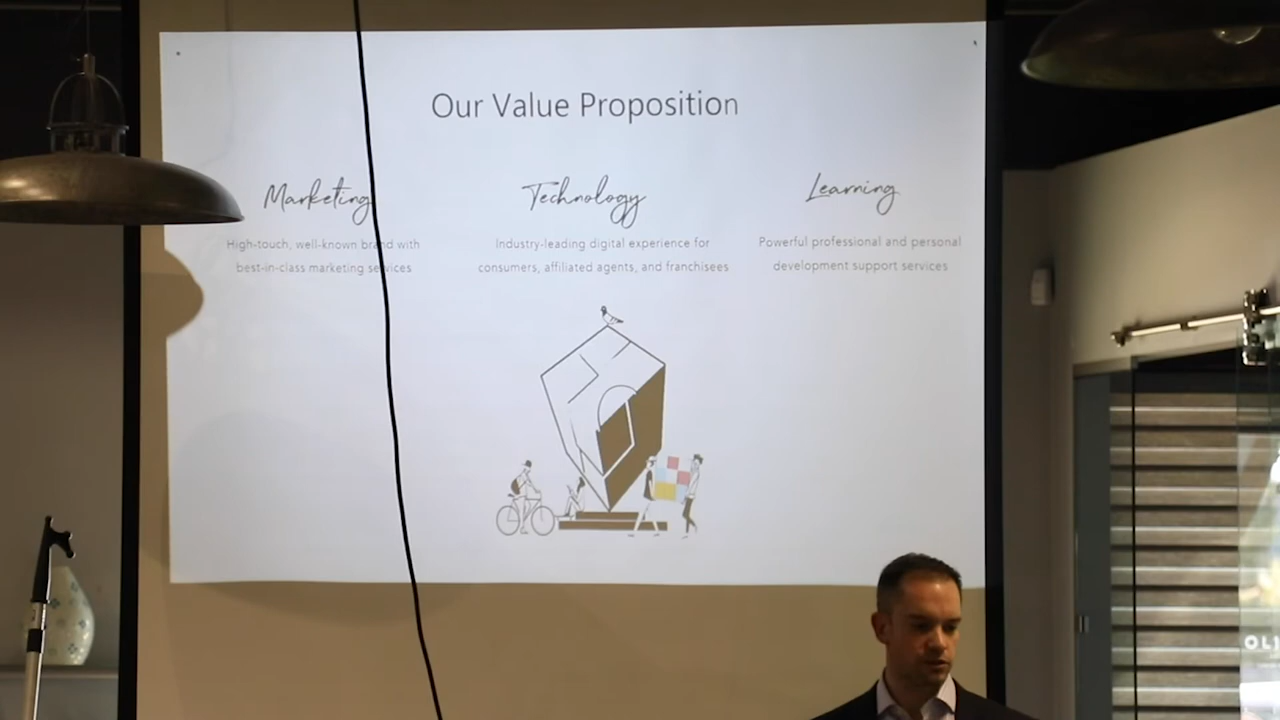 Our Value Proposition
Marketing
High-touch, well-known brand with
best-in-class marketing services
Technology
Industry-leading digital experience for
consumers, affiliated agents, and franchisees
Learning
Powerful professional and personal
development support services